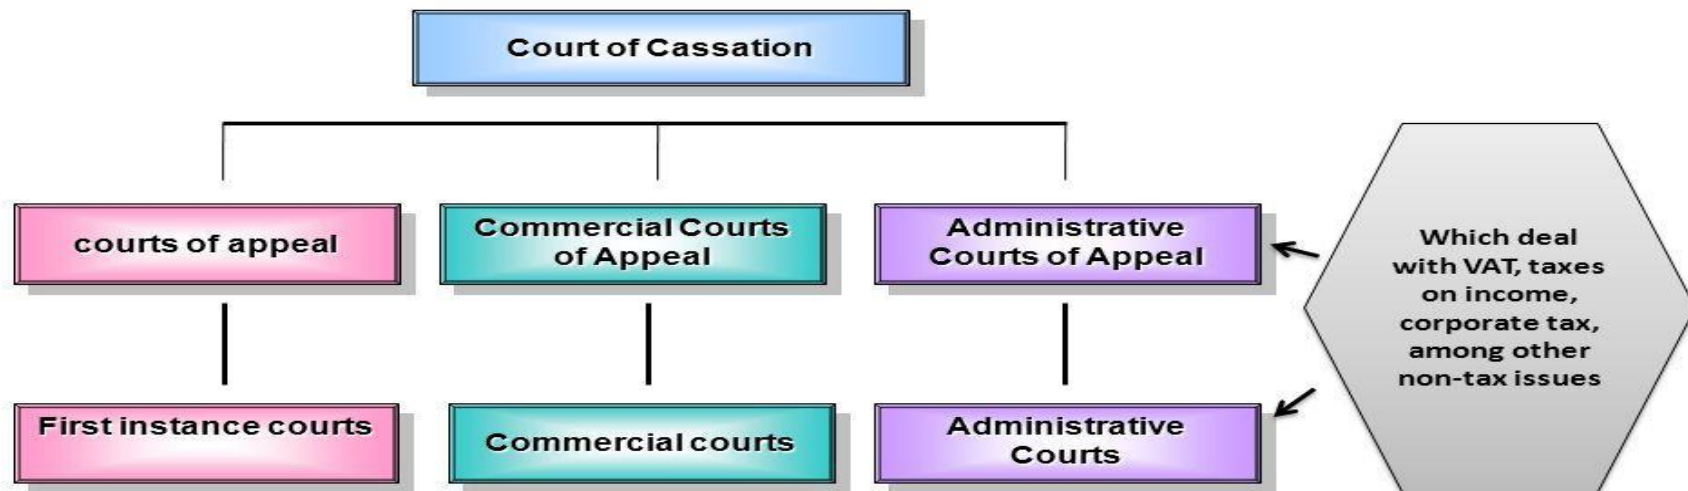 Court of Cassation
courts of appeal
Commercial Courts
of Appeal
Administrative
Courts of Appeal
Which deal
with VAT, taxes
on income,
corporate tax,
among other
non-tax issues
First instance courts
Commercial courts
Administrative
Courts